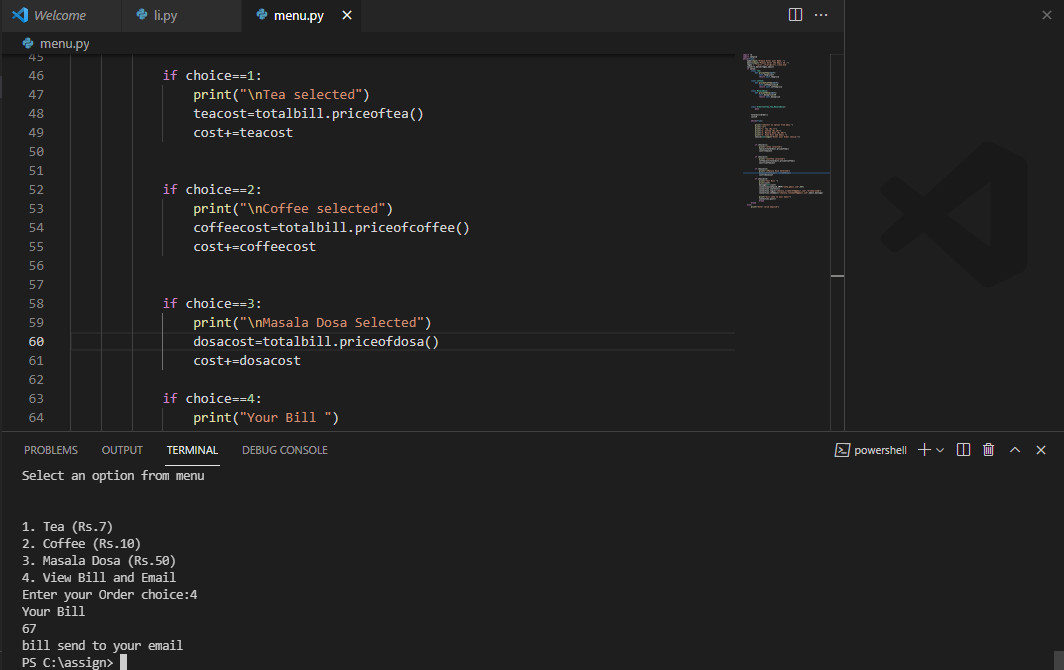 Welcome
li.py
menu.py
menu.py
45
46 if choice==1:
47 print("\nTea selected")
48 teacost=totalbill.priceoftea()
49 cost+=teacost
50
51
52 if choice==2:
53 print("\nCoffee selected")
54 coffeecost=totalbill.priceofcoffee()
55 cost+=coffeecost
56
57
58 if choice==3:
59 print("\nMasala Dosa Selected")
60 dosacost=totalbill.priceofdosa()
61 cost+=dosacost
62
63 if choice==4:
64 print("Your Bill ")
PROBLEMS OUTPUT TERMINAL DEBUG CONSOLE powershell
Select an option from menu
1. Tea (Rs.7)
2. Coffee (Rs.10)
3. Masala Dosa (Rs.50)
4. View Bill and Email
Enter your Order choice:4
Your Bill
67
bill send to your email
PS C:\assign>